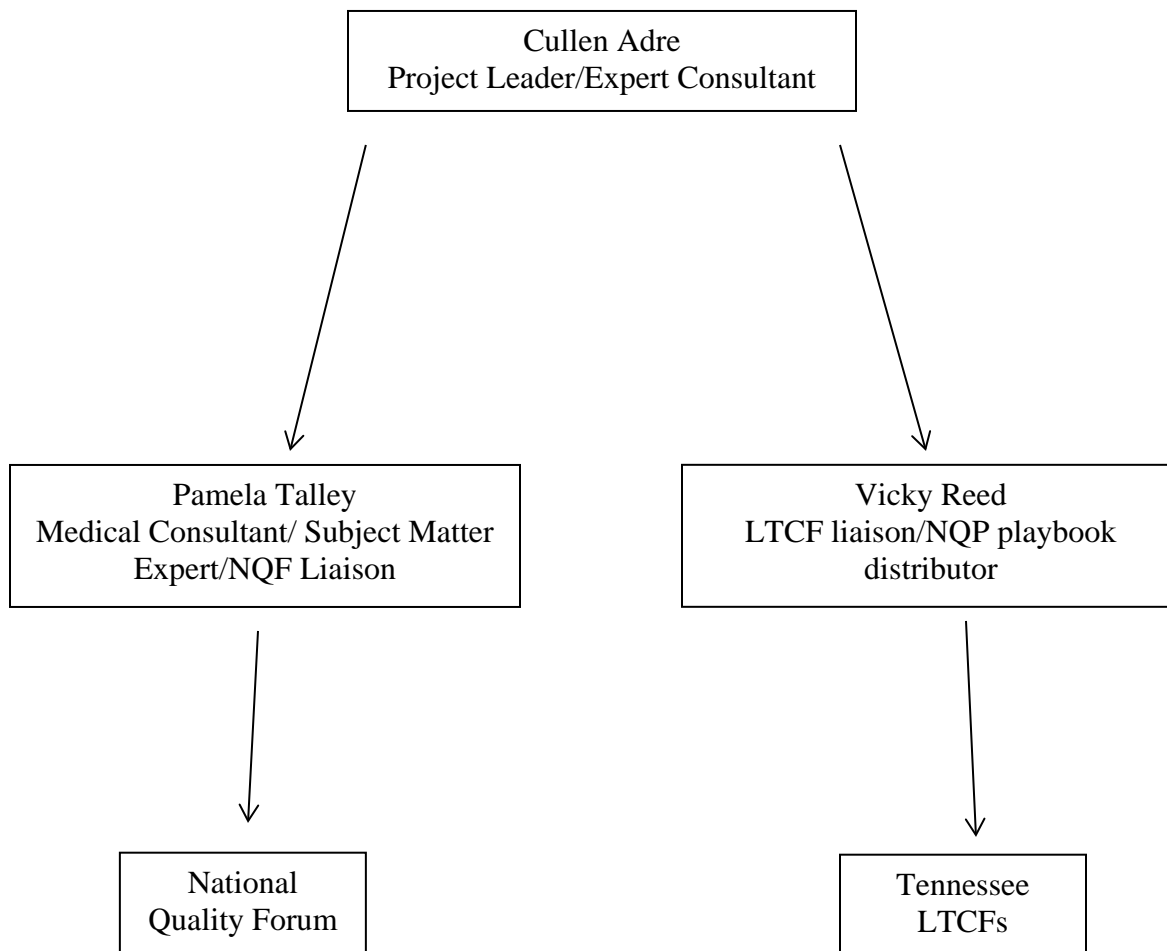 Cullen Adre
Project Leader/Expert Consultant
Pamela Talley
Medical Consultant/ Subject Matter
Expert/NQF Liaison
Vicky Reed
LTCF liaison/NQP playbook
distributor
National
Quality Forum
Tennessee
LTCFs